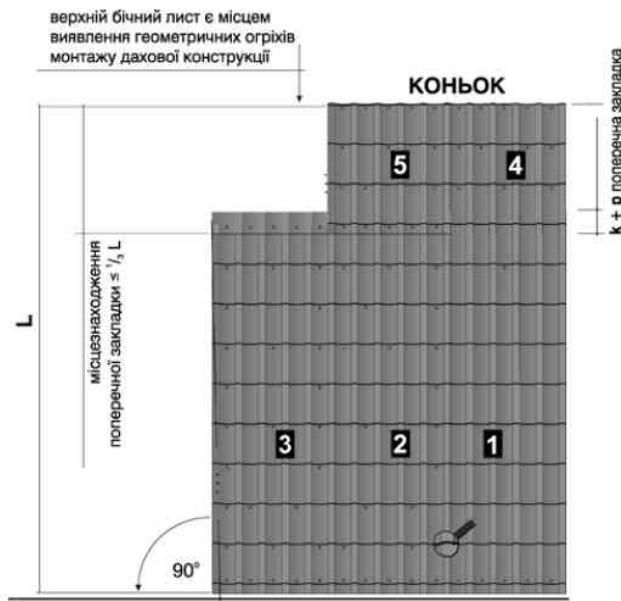 верхній бічний лист є місцем
виявлення геометричних огріхів
монтажу дахової конструкції
КОНЬОК
5
4
k + p поперечна закладка
місцезнаходження
поперечної закладки ≤ ¹/₃ L
L
3
2
1
90°